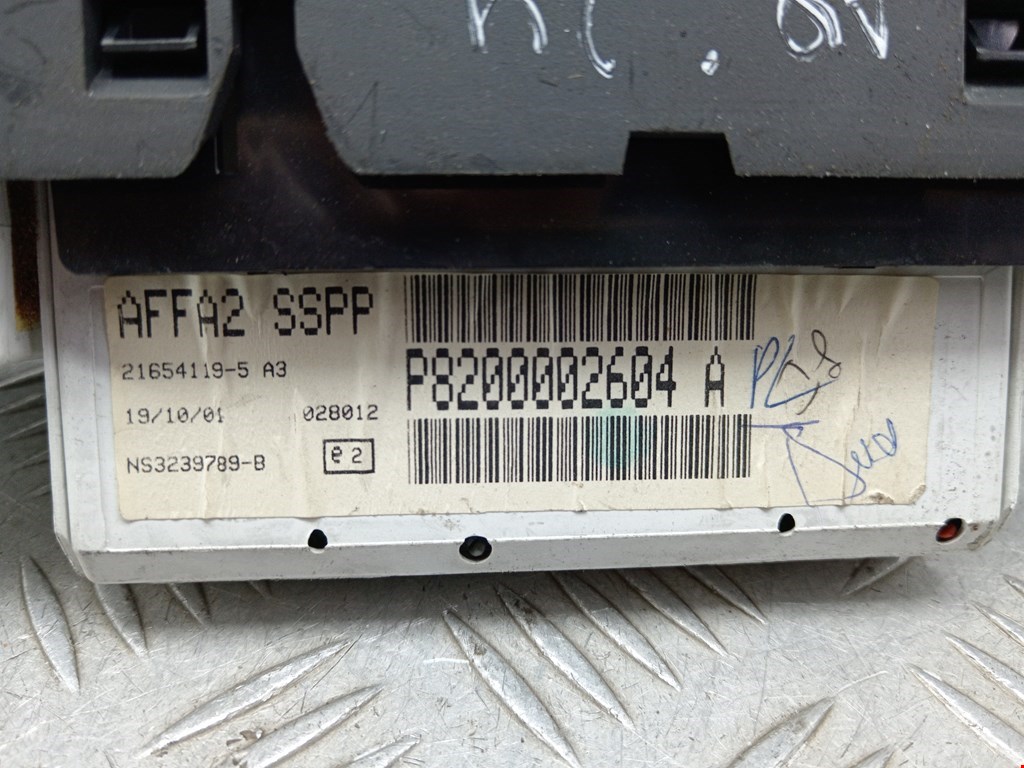 AFFA2 SSPP
21654119-5 A3
19/10/01 028012
NS3239789-B e2
P8200002604 A